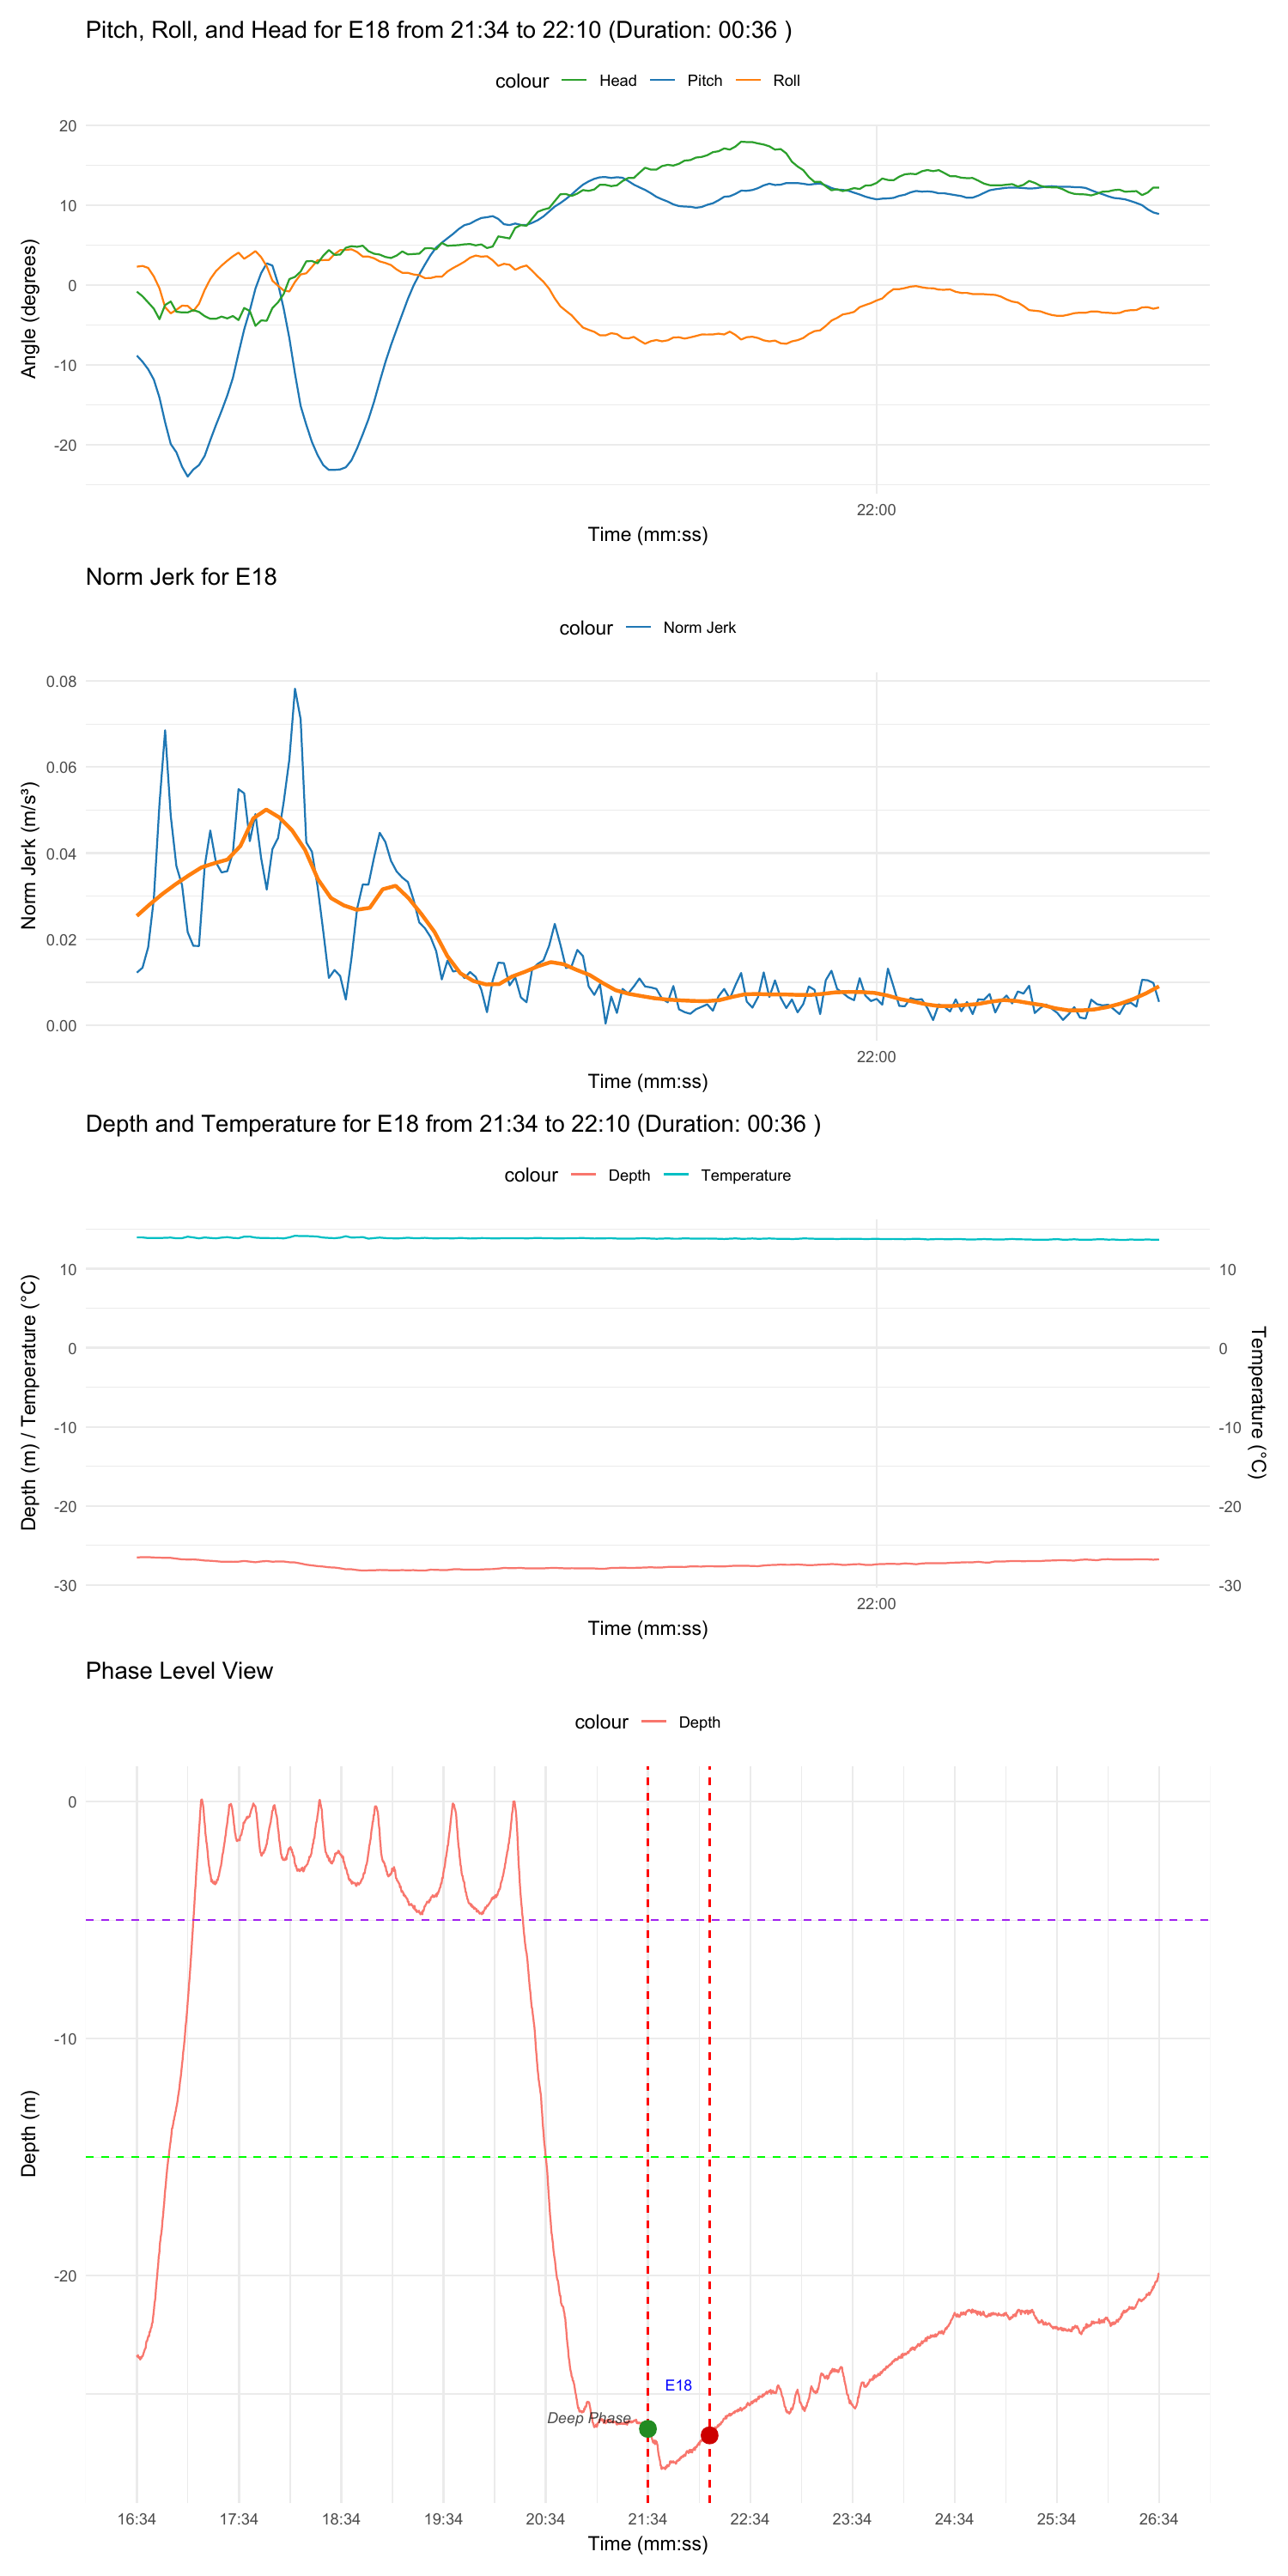 Pitch, Roll, and Head for E18 from 21:34 to 22:10 (Duration: 00:36 )
colour Head Pitch Roll
20
10
0
-10
-20
Angle (degrees)
22:00
Time (mm:ss)
Norm Jerk for E18
colour Norm Jerk
0.08
0.06
0.04
0.02
0.00
Norm Jerk (m/s³)
22:00
Time (mm:ss)
Depth and Temperature for E18 from 21:34 to 22:10 (Duration: 00:36 )
colour Depth Temperature
10 10
0 0
-10 -10
-20 -20
-30 -30
Depth (m) / Temperature (°C)
Temperature (°C)
22:00
Time (mm:ss)
Phase Level View
colour Depth
0
-10
-20
Depth (m)
E18
Deep Phase
16:34 17:34 18:34 19:34 20:34 21:34 22:34 23:34 24:34 25:34 26:34
Time (mm:ss)